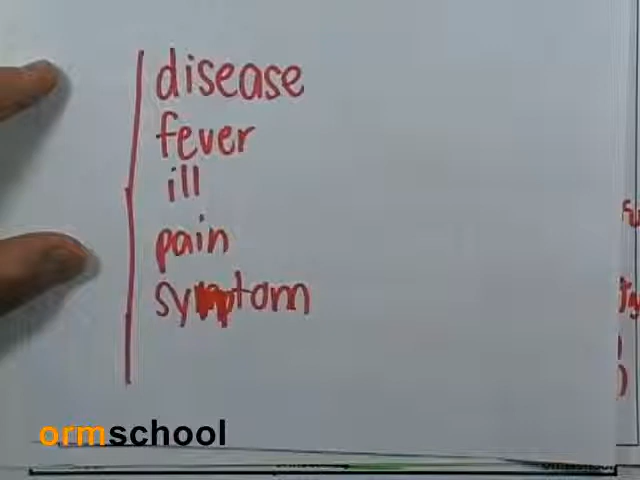 disease
fever
ill
pain
symptom
ormschool